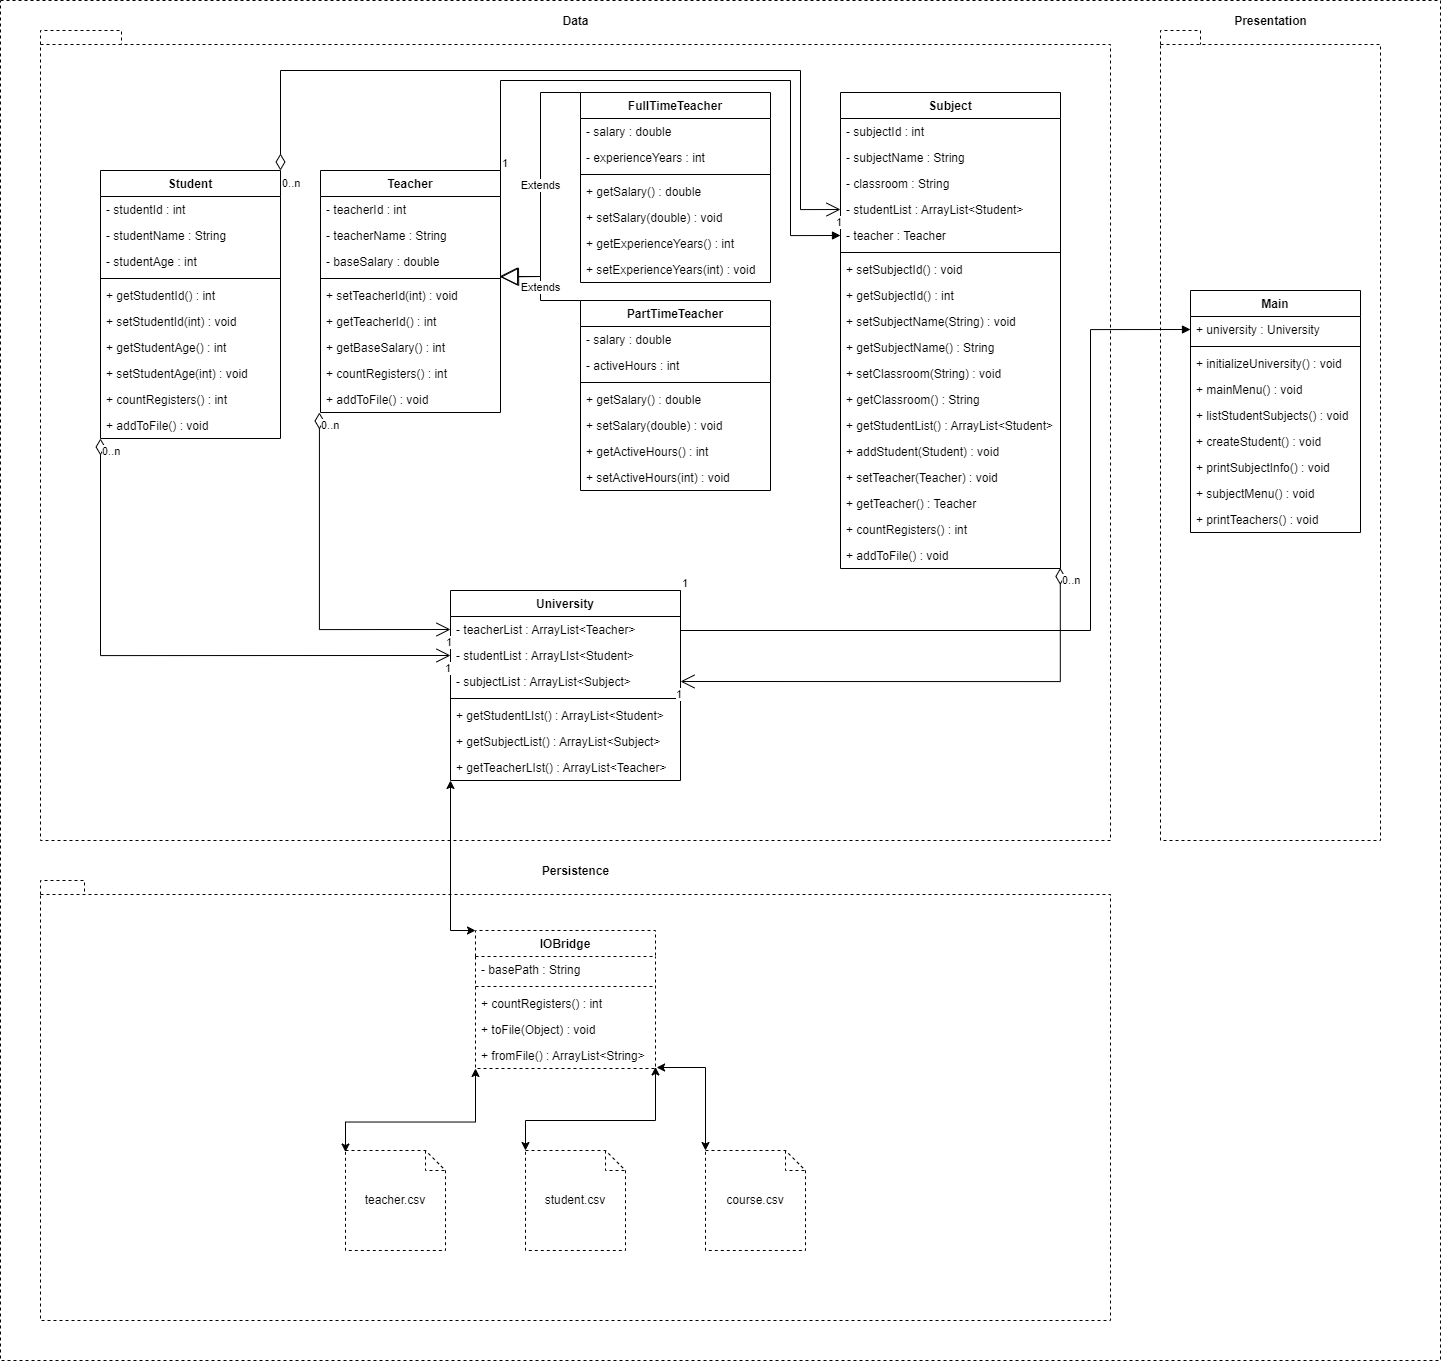 Data
Presentation
Student
- studentId : int
- studentName : String
- studentAge : int
+ getStudentId() : int
+ setStudentId(int) : void
+ getStudentAge() : int
+ setStudentAge(int) : void
+ countRegisters() : int
+ addToFile() : void
0..n
0..n
Teacher
- teacherId : int
- teacherName : String
- baseSalary : double
+ setTeacherId(int) : void
+ getTeacherId() : int
+ getBaseSalary() : int
+ countRegisters() : int
+ addToFile() : void
1
0..n
Extends
Extends
FullTimeTeacher
- salary : double
- experienceYears : int
+ getSalary() : double
+ setSalary(double) : void
+ getExperienceYears() : int
+ setExperienceYears(int) : void
PartTimeTeacher
- salary : double
- activeHours : int
+ getSalary() : double
+ setSalary(double) : void
+ getActiveHours() : int
+ setActiveHours(int) : void
Subject
- subjectId : int
- subjectName : String
- classroom : String
- studentList : ArrayList<Student>
1
- teacher : Teacher
+ setSubjectId() : void
+ getSubjectId() : int
+ setSubjectName(String) : void
+ getSubjectName() : String
+ setClassroom(String) : void
+ getClassroom() : String
+ getStudentList() : ArrayList<Student>
+ addStudent(Student) : void
+ setTeacher(Teacher) : void
+ getTeacher() : Teacher
+ countRegisters() : int
+ addToFile() : void
0..n
Main
+ university : University
+ initializeUniversity() : void
+ mainMenu() : void
+ listStudentSubjects() : void
+ createStudent() : void
+ printSubjectInfo() : void
+ subjectMenu() : void
+ printTeachers() : void
1
University
- teacherList : ArrayList<Teacher>
1
- studentList : ArrayLIst<Student>
1
- subjectList : ArrayList<Subject>
1
+ getStudentLIst() : ArrayList<Student>
+ getSubjectList() : ArrayList<Subject>
+ getTeacherLIst() : ArrayList<Teacher>
Persistence
IOBridge
- basePath : String
+ countRegisters() : int
+ toFile(Object) : void
+ fromFile() : ArrayList<String>
teacher.csv
student.csv
course.csv